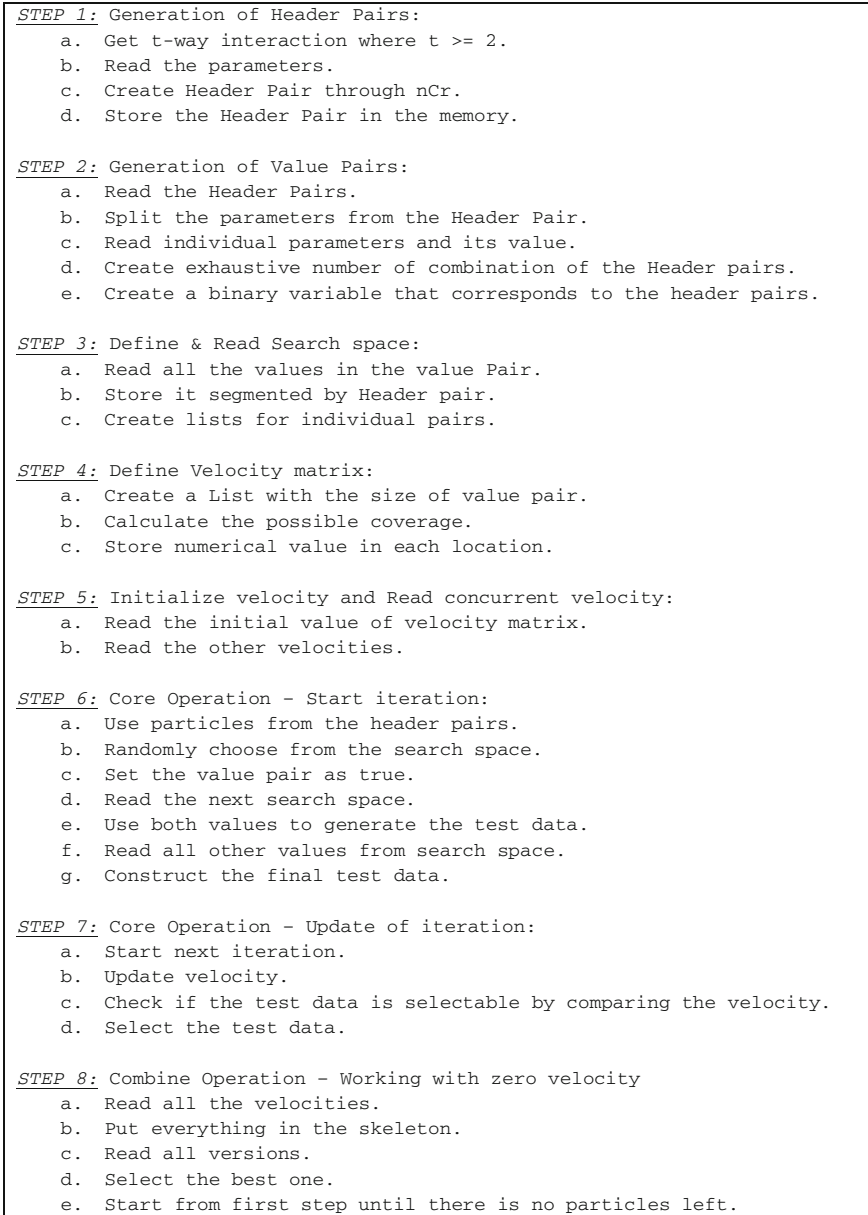 STEP 1: Generation of Header Pairs:
a. Get t-way interaction where t >= 2.
b. Read the parameters.
c. Create Header Pair through nCr.
d. Store the Header Pair in the memory.
STEP 2: Generation of Value Pairs:
a. Read the Header Pairs.
b. Split the parameters from the Header Pair.
c. Read individual parameters and its value.
d. Create exhaustive number of combination of the Header pairs.
e. Create a binary variable that corresponds to the header pairs.
STEP 3: Define & Read Search space:
a. Read all the values in the value Pair.
b. Store it segmented by Header pair.
c. Create lists for individual pairs.
STEP 4: Define Velocity matrix:
a. Create a List with the size of value pair.
b. Calculate the possible coverage.
c. Store numerical value in each location.
STEP 5: Initialize velocity and Read concurrent velocity:
a. Read the initial value of velocity matrix.
b. Read the other velocities.
STEP 6: Core Operation – Start iteration:
a. Use particles from the header pairs.
b. Randomly choose from the search space.
c. Set the value pair as true.
d. Read the next search space.
e. Use both values to generate the test data.
f. Read all other values from search space.
g. Construct the final test data.
STEP 7: Core Operation – Update of iteration:
a. Start next iteration.
b. Update velocity.
c. Check if the test data is selectable by comparing the velocity.
d. Select the test data.
STEP 8: Combine Operation – Working with zero velocity
a. Read all the velocities.
b. Put everything in the skeleton.
c. Read all versions.
d. Select the best one.
e. Start from first step until there is no particles left.